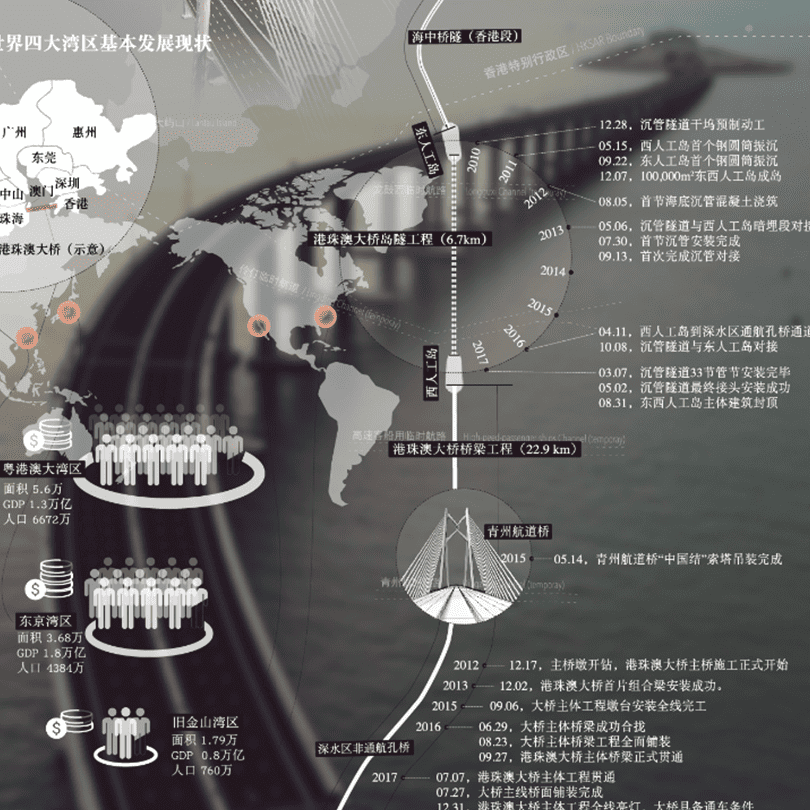 世界四大湾区基本发展现状
海中桥隧（香港段）
香港特别行政区 / HKSAR Boundary
广州
惠州
东莞
中山
澳门
深圳
珠海
香港
港珠澳大桥（示意）
东人工岛
2010
12.28，沉管隧道干坞预制动工
2011
05.15，西人工岛首个钢圆筒振沉
09.22，东人工岛首个钢圆筒振沉
12.07，100,000m²东西人工岛成岛
2012
08.05，首节海底沉管混凝土浇筑
2013
05.06，沉管隧道与西人工岛暗埋段对接
07.30，首节沉管安装完成
09.13，首次完成沉管对接
2014
2015
2016
04.11，西人工岛到深水区通航孔桥通道
10.08，沉管隧道与东人工岛对接
2017
03.07，沉管隧道33节管节安装完毕
05.02，沉管隧道最终接头安装成功
08.31，东西人工岛主体建筑封顶
港珠澳大桥岛隧工程（6.7km）
西人工岛
高速客船用临时航路
港珠澳大桥桥梁工程（22.9 km）
粤港澳大湾区
面积 5.6万
GDP 1.3万亿
人口 6672万
青州航道桥
2015
05.14，青州航道桥“中国结”索塔吊装完成
东京湾区
面积 3.68万
GDP 1.8万亿
人口 4384万
旧金山湾区
面积 1.79万
GDP 0.8万亿
人口 760万
2012
12.17，主桥墩开钻，港珠澳大桥主桥施工正式开始
2013
12.02，港珠澳大桥首片组合梁安装成功。
2015
09.06，大桥主体工程墩台安装全线完工
2016
06.29，大桥主体桥梁成功合拢
08.23，大桥主体桥梁工程全面铺装
09.27，港珠澳大桥主体桥梁正式贯通
深水区非通航孔桥
2017
07.07，港珠澳大桥主体工程贯通
07.27，大桥主线桥面铺装完成
12.31，港珠澳大桥主体工程全线亮灯，大桥具备通车条件